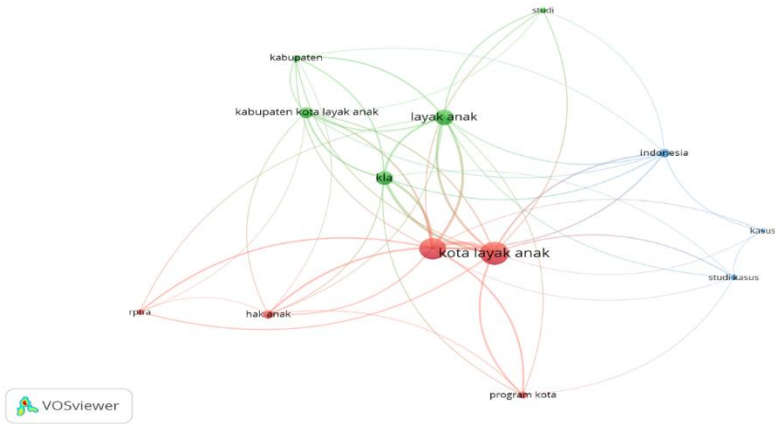 studi
kabupaten
kabupaten kota layak anak
layak anak
indonesia
kla
kasus
kota layak anak
studi kasus
rptra
hak anak
program kota
VOSviewer